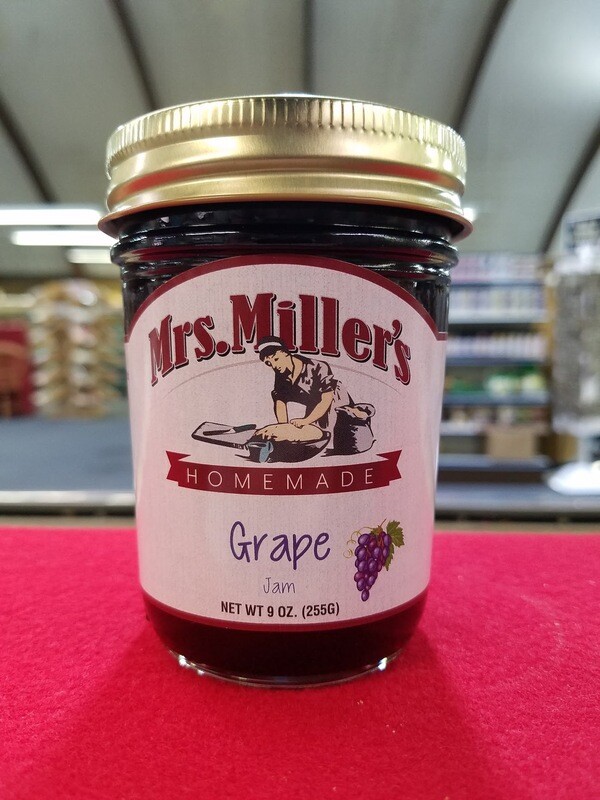 Mrs. Miller's
HOMEMADE
Grape
Jam
NET WT 9 OZ. (255G)